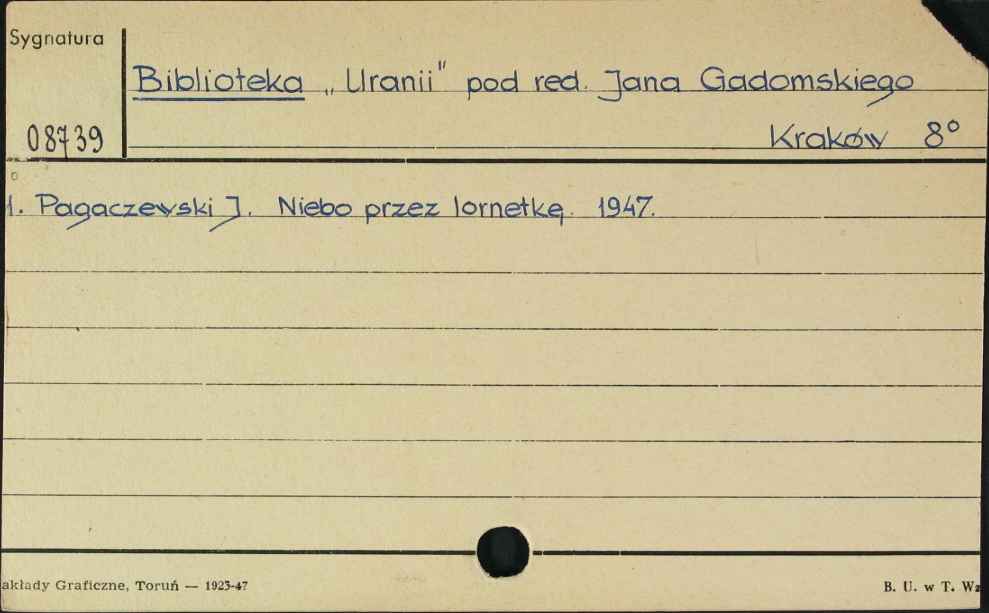 Sygnatura
Biblioteka „Uranii" pod red. Jana Gadomskiego
08739
Kraków 8°
1. Pagaczewski J. Niebo przez lornetkę. 1947.
akłady Graficzne, Toruń — 1923-47
B. U. w T. Wz